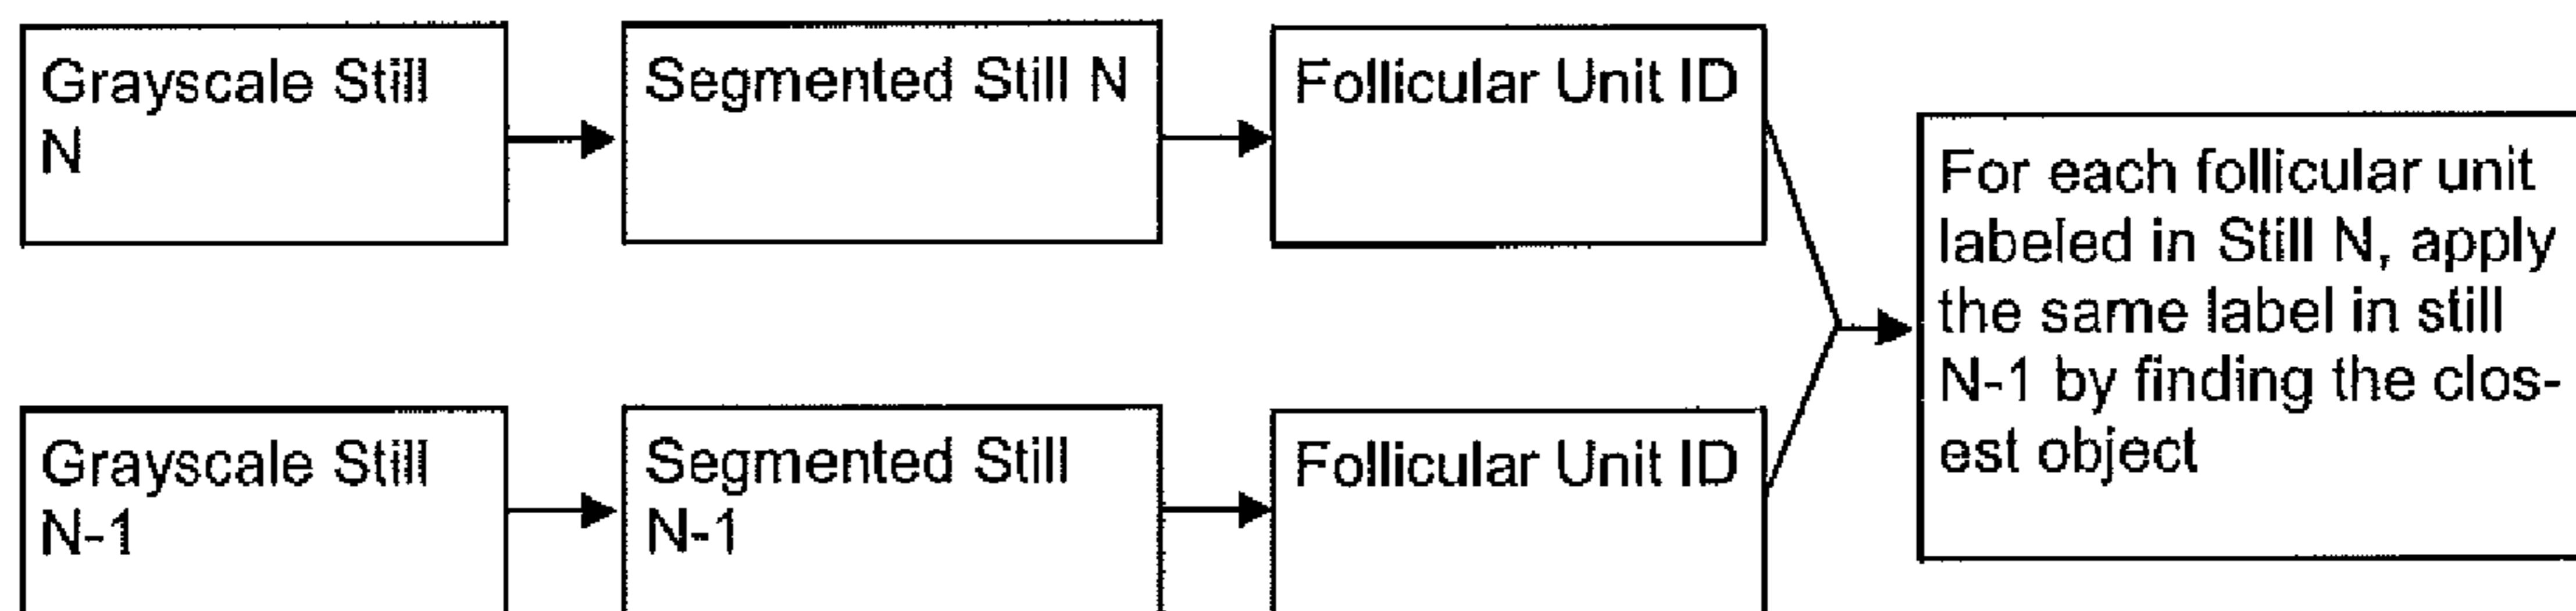 Grayscale Still
N
Segmented Still N
Follicular Unit ID
For each follicular unit
labeled in Still N, apply
the same label in still
N-1 by finding the clos-
est object
Grayscale Still
N-1
Segmented Still
N-1
Follicular Unit ID